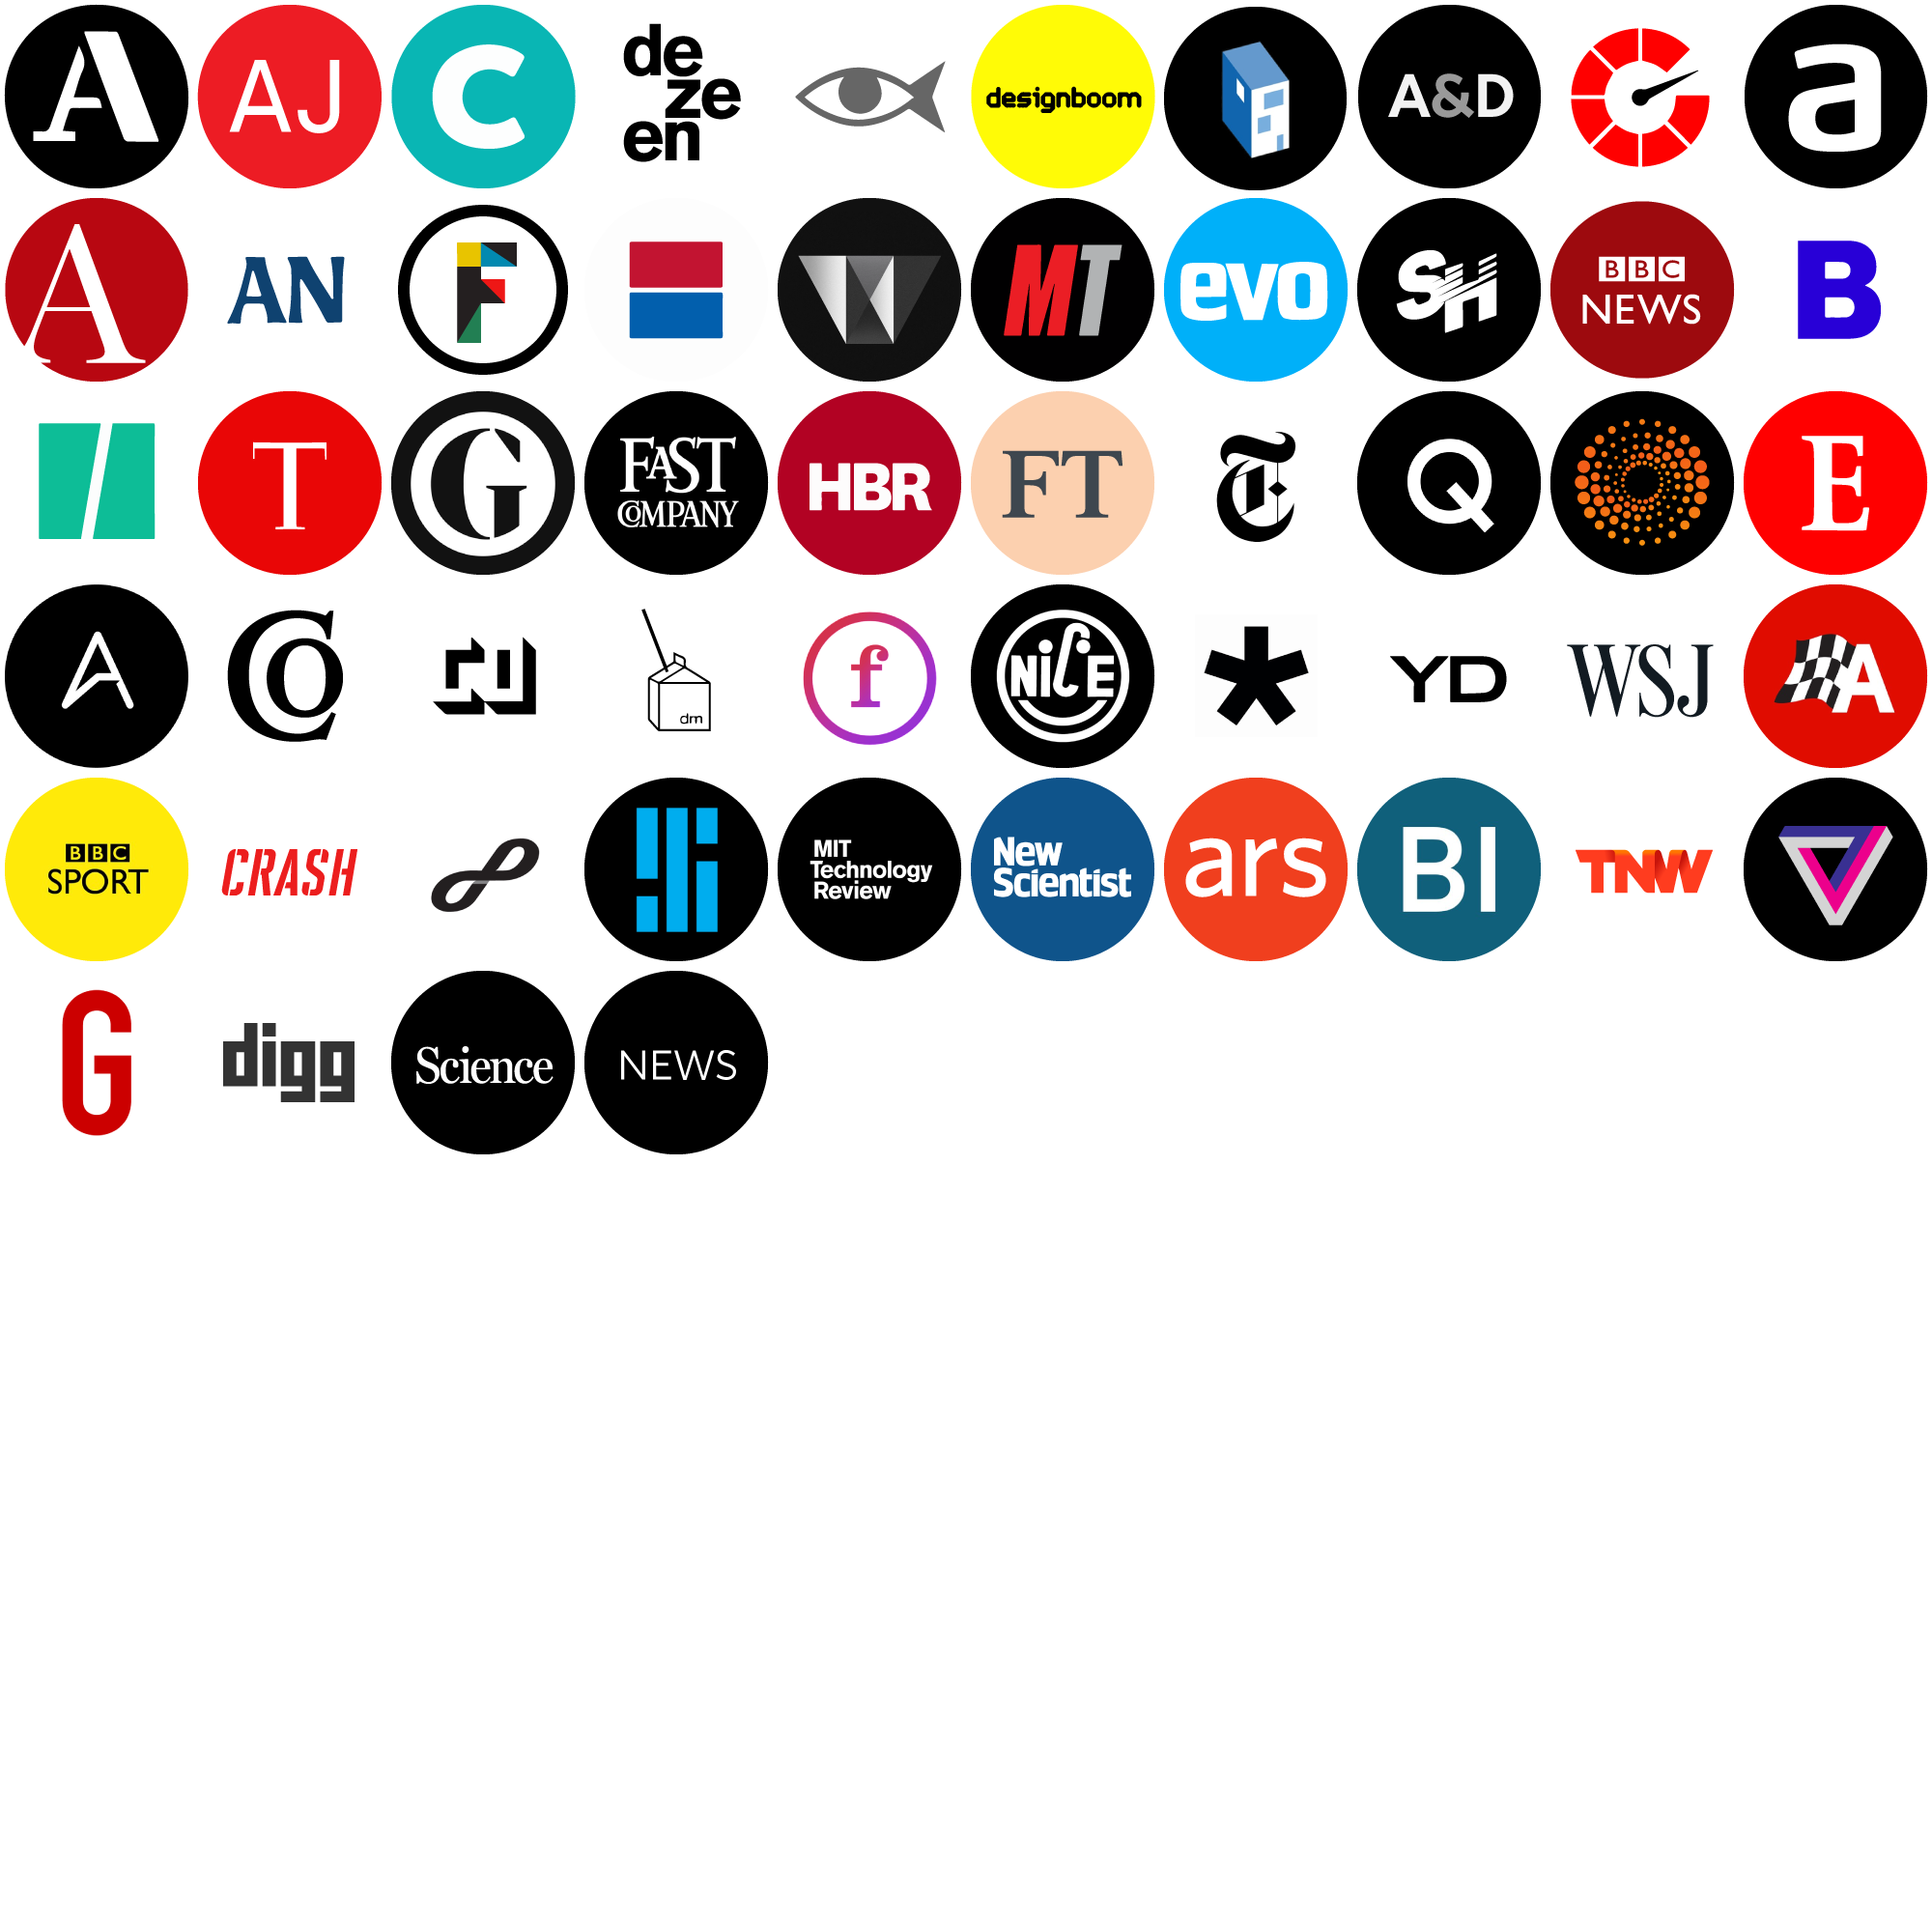 A
AJ
C
de
ze
en
designboom
A&D
G
a
A
AN
F
MT
evo
SH
BBC
NEWS
B
T
G
FAST
COMPANY
HBR
FT
T
Q
E
A
CO
dm
f
NiCE
YD
WSJ
A
BBC
SPORT
CRASH
MIT
Technology
Review
New
Scientist
ars
BI
TNW
G
digg
Science
NEWS